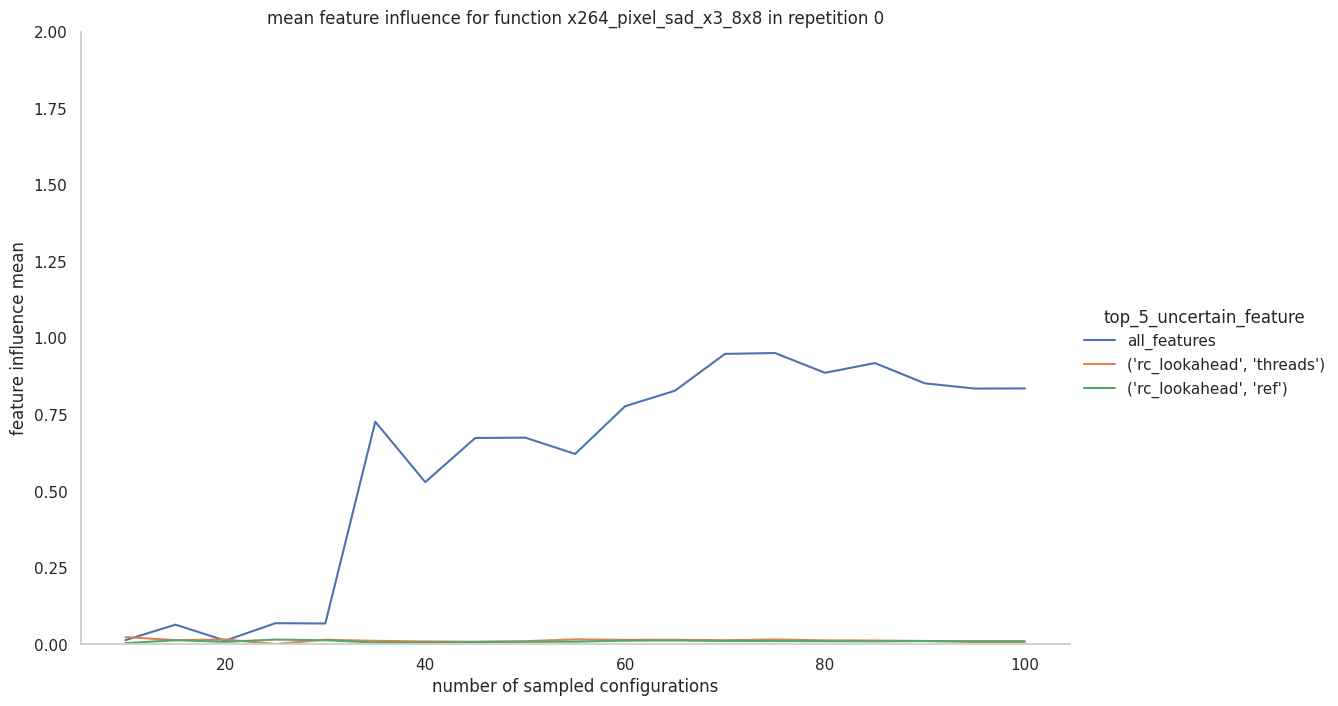 mean feature influence for function x264_pixel_sad_x3_8x8 in repetition 0
2.00
1.75
1.50
1.25
1.00
0.75
0.50
0.25
0.00
feature influence mean
20
40
60
80
100
number of sampled configurations
top_5_uncertain_feature
all_features
('rc_lookahead', 'threads')
('rc_lookahead', 'ref')